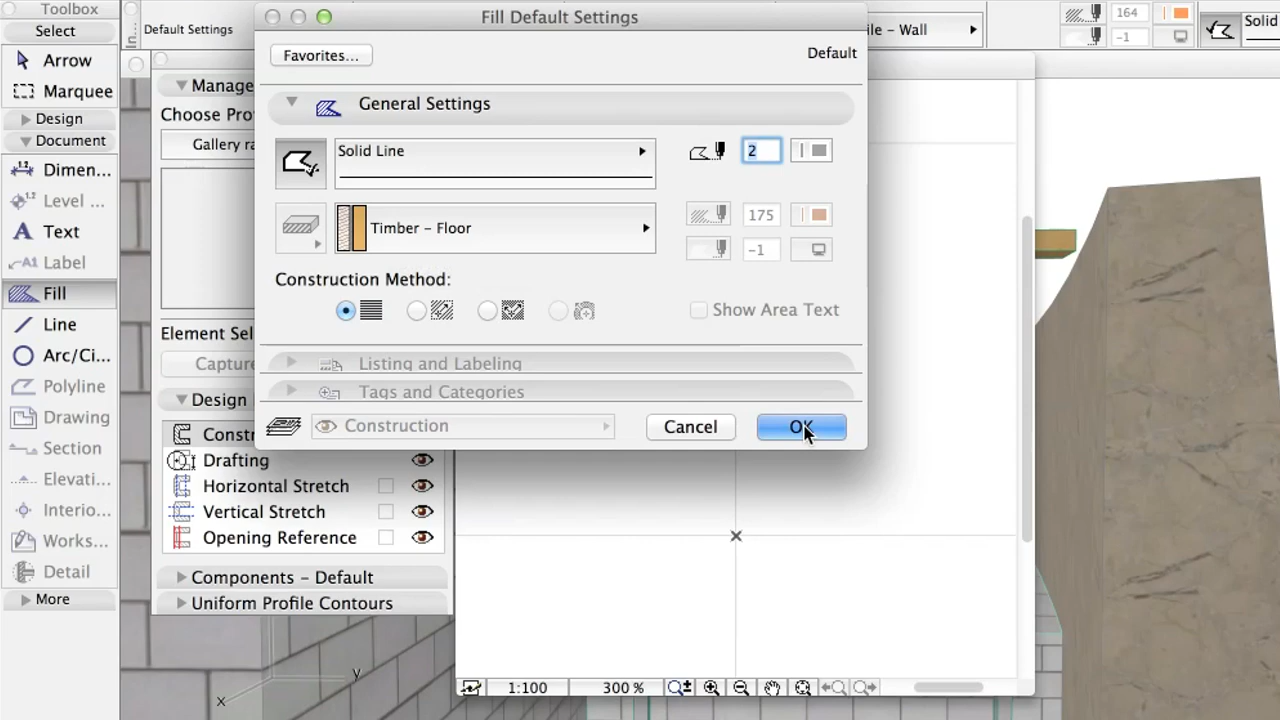 Toolbox
Select
Arrow
Marquee
Design
Document
Dimen...
Level ...
Text
Label
Fill
Line
Arc/Ci...
Polyline
Drawing
Section
Elevati...
Interio...
Works...
Detail
More
Default Settings
ile - Wall
164
-1
Solid
Manage
Choose Pro
Gallery ra
Element Sel
Capture
Design
Constr
Drafting
Horizontal Stretch
Vertical Stretch
Opening Reference
Components - Default
Uniform Profile Contours
Fill Default Settings
Favorites...
Default
General Settings
Solid Line
2
Timber - Floor
175
-1
Construction Method:
Show Area Text
Listing and Labeling
Tags and Categories
Construction
Cancel
OK
1:100
300 %
x
y